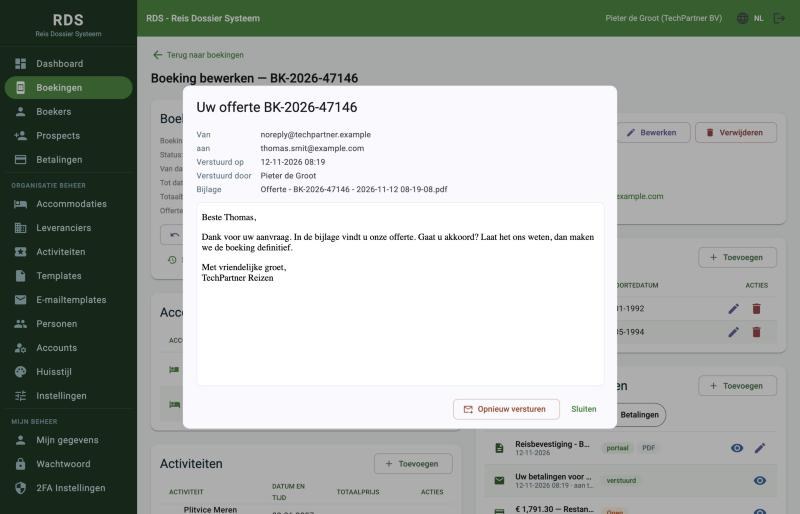 RDS
Reis Dossier Systeem
Dashboard
Boekingen
Boekers
Prospects
Betalingen
ORGANISATIE BEHEER
Accommodaties
Leveranciers
Activiteiten
Templates
E-mailtemplates
Personen
Accounts
Huisstijl
Instellingen
MIJN BEHEER
Mijn gegevens
Wachtwoord
2FA Instellingen
RDS - Reis Dossier Systeem
Pieter de Groot (TechPartner BV)
NL
Terug naar boekingen
Boeking bewerken — BK-2026-47146
Bewerken
Verwijderen
Status:
example.com
Uw offerte BK-2026-47146
Van noreply@techpartner.example
aan thomas.smit@example.com
Verstuurd op 12-11-2026 08:19
Verstuurd door Pieter de Groot
Bijlage Offerte - BK-2026-47146 - 2026-11-12 08-19-08.pdf
Beste Thomas,
Dank voor uw aanvraag. In de bijlage vindt u onze offerte. Gaat u akkoord? Laat het ons weten, dan maken
we de boeking definitief.
Met vriendelijke groet,
TechPartner Reizen
Opnieuw versturen
Sluiten
Toevoegen
ACTIES
1-1992
5-1994
Toevoegen
Betalingen
Reisbevestiging - B...
12-11-2026
portaal
PDF
Uw betalingen voor ...
12-11-2026 08:19 - aan t...
verstuurd
€ 1,791.30 — Restan...
Open
Activiteiten
Toevoegen
ACTIVITEIT
DATUM EN
TIJD
TOTAALPRIJS
ACTIES
Plitvice Meren